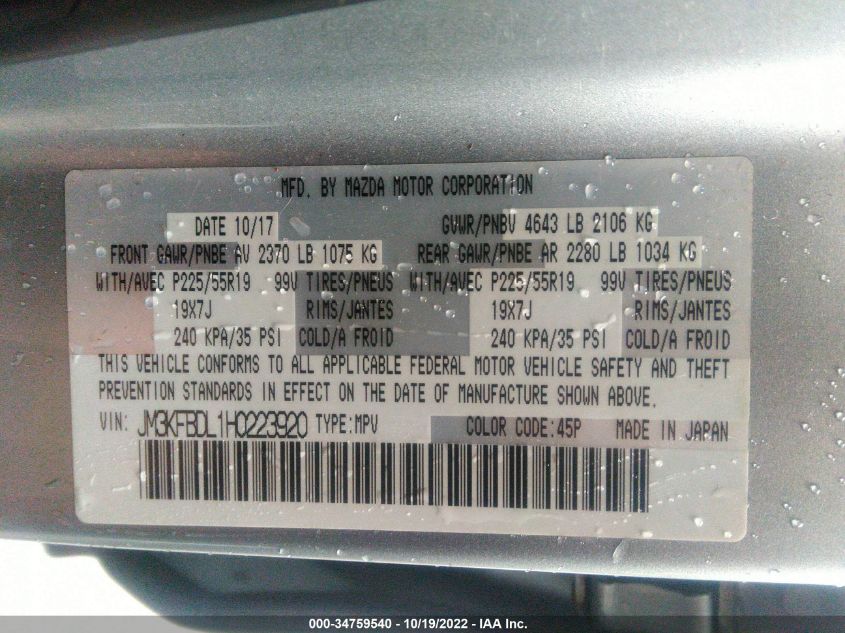 MFD. BY MAZDA MOTOR CORPORATION
DATE 10/17 GVWR/PNBV 4643 LB 2106 KG
FRONT GAWR/PNBE AV 2370 LB 1075 KG REAR GAWR/PNBE AR 2280 LB 1034 KG
WITH/AVEC P225/55R19 99V TIRES/PNEUS WITH/AVEC P225/55R19 99V TIRES/PNEUS
19X7J RIMS/JANTES 19X7J RIMS/JANTES
240 KPA/35 PSI COLD/A FROID 240 KPA/35 PSI COLD/A FROID
THIS VEHICLE CONFORMS TO ALL APPLICABLE FEDERAL MOTOR VEHICLE SAFETY AND THEFT
PREVENTION STANDARDS IN EFFECT ON THE DATE OF MANUFACTURE SHOWN ABOVE.
VIN: JM3KFBDL1H0223920 TYPE:MPV COLOR CODE:45P MADE IN JAPAN
000-34759540 - 10/19/2022 - IAA Inc.